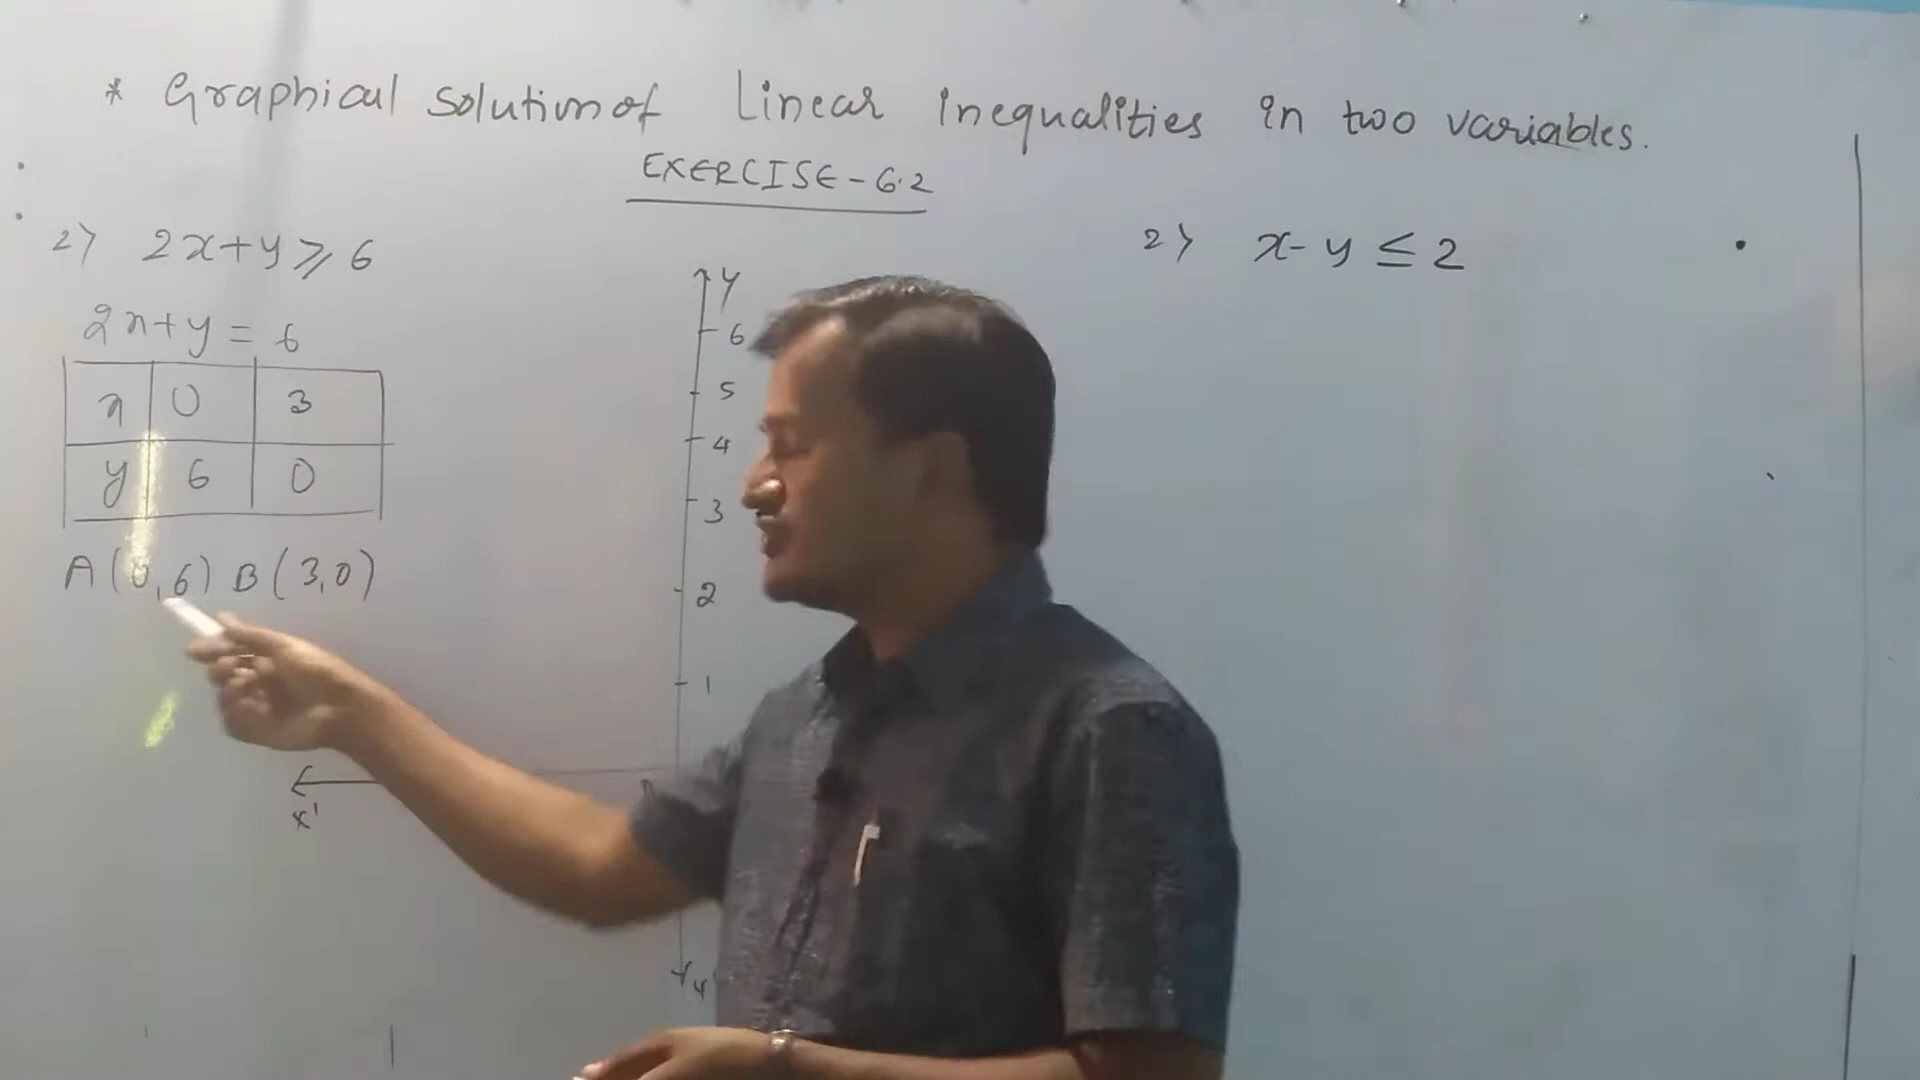 * Graphical solution of Linear Inequalities in two variables.
EXERCISE-6.2
2) 2x+y ≥ 6
2x+y = 6
x 0 3
y 6 0
A(0,6) B(3,0)
Y
6
5
4
3
2
1
x'
Y'
2) x-y ≤ 2